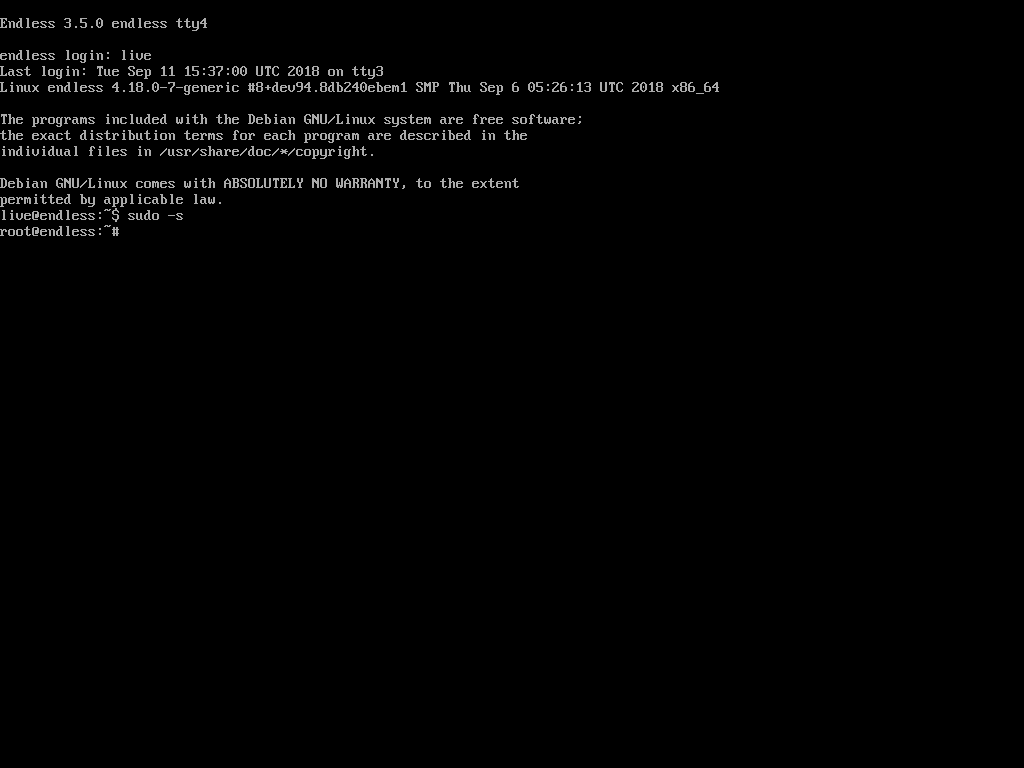 Endless 3.5.0 endless tty4
endless login: live
Last login: Tue Sep 11 15:37:00 UTC 2018 on tty3
Linux endless 4.18.0-7-generic #8+dev94.8db240ebem1 SMP Thu Sep 6 05:26:13 UTC 2018 x86_64
The programs included with the Debian GNU/Linux system are free software;
the exact distribution terms for each program are described in the
individual files in /usr/share/doc/*/copyright.
Debian GNU/Linux comes with ABSOLUTELY NO WARRANTY, to the extent
permitted by applicable law.
live@endless:~$ sudo -s
root@endless:~#